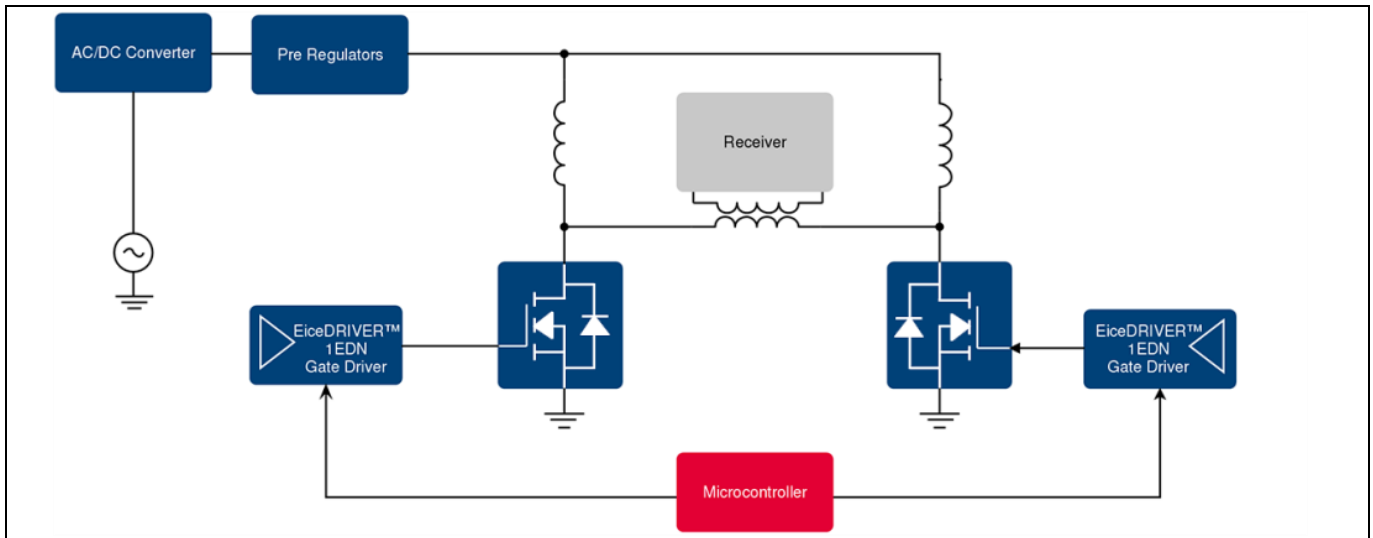 AC/DC Converter
Pre Regulators
Receiver
EiceDRIVER™
1EDN
Gate Driver
EiceDRIVER™
1EDN
Gate Driver
Microcontroller